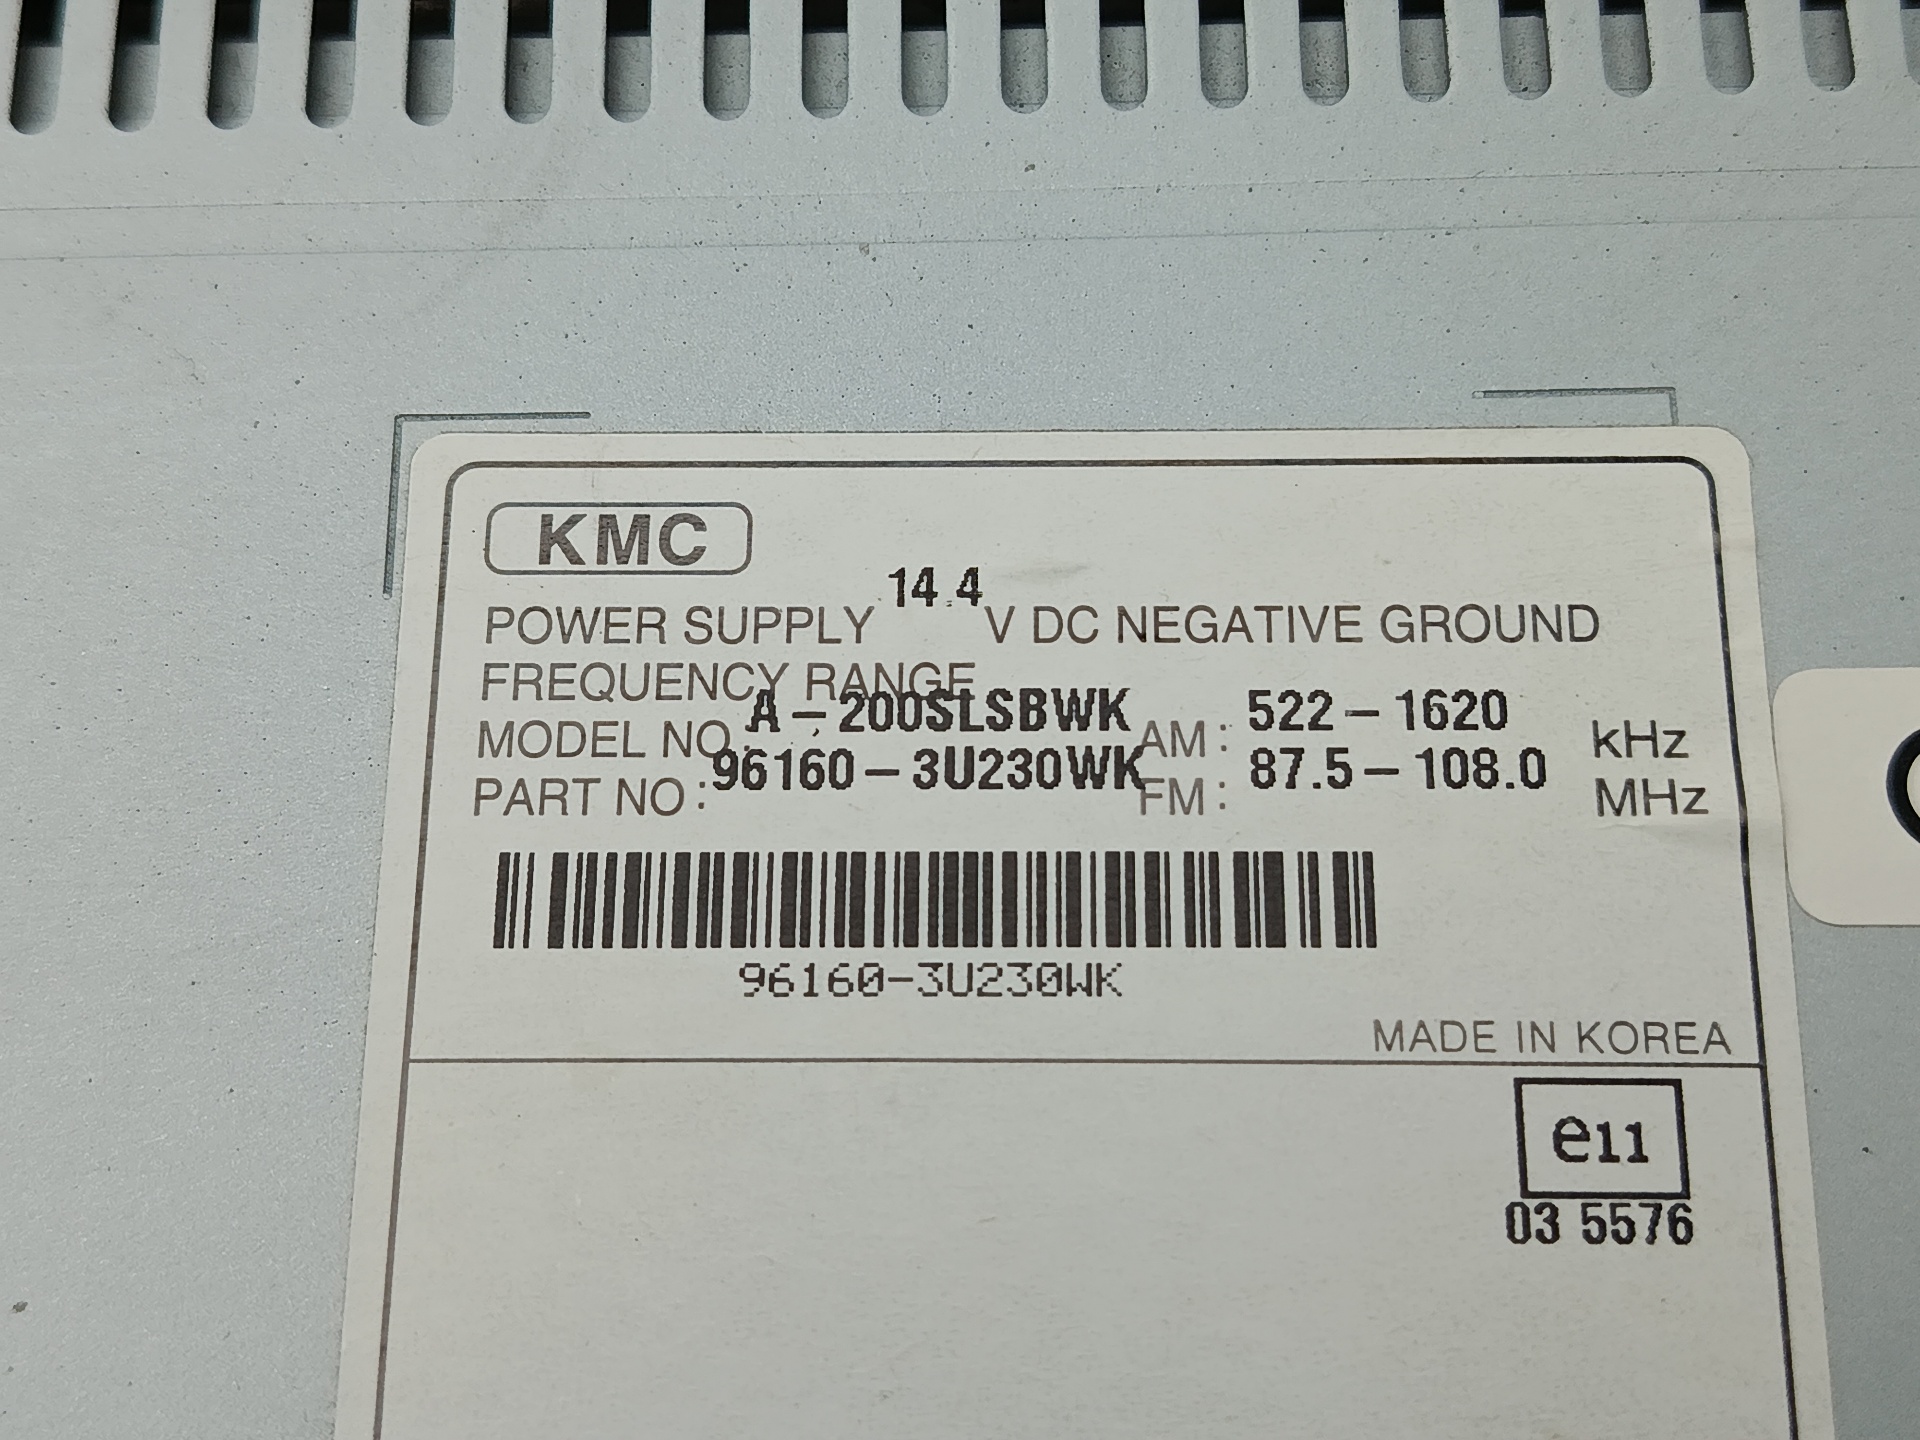 KMC
POWER SUPPLY 14.4 V DC NEGATIVE GROUND
FREQUENCY RANGE
MODEL NO: A-200SLSBWK AM: 522-1620 kHz
PART NO: 96160-3U230WK FM: 87.5-108.0 MHz
96160-3U230WK
MADE IN KOREA
e11
03 5576